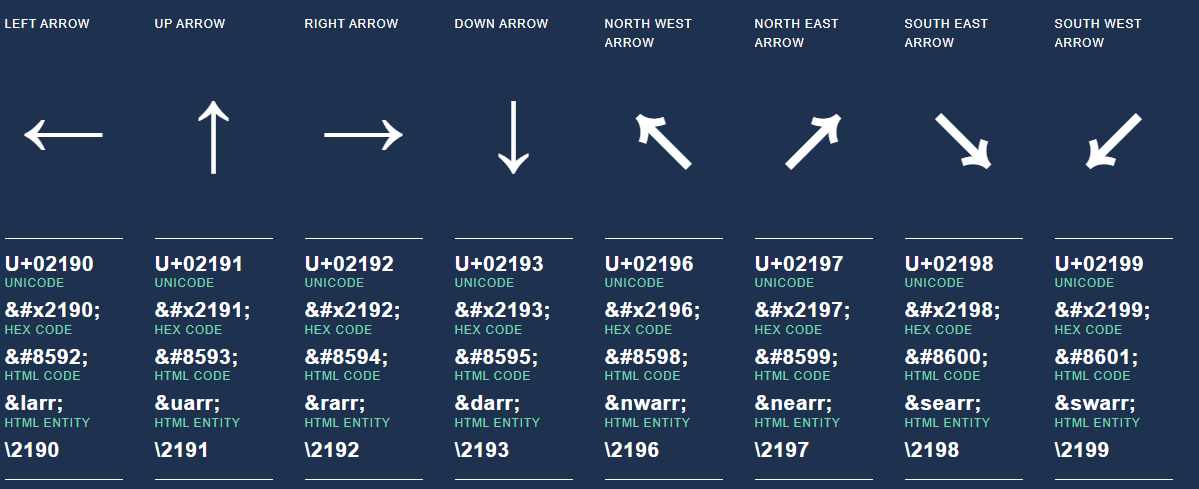 LEFT ARROW
UP ARROW
RIGHT ARROW
DOWN ARROW
NORTH WEST
ARROW
NORTH EAST
ARROW
SOUTH EAST
ARROW
SOUTH WEST
ARROW
←
↑
→
↓
↖
↗
↘
↙
U+02190
UNICODE
&#x2190;
HEX CODE
&#8592;
HTML CODE
&larr;
HTML ENTITY
\2190
U+02191
UNICODE
&#x2191;
HEX CODE
&#8593;
HTML CODE
&uarr;
HTML ENTITY
\2191
U+02192
UNICODE
&#x2192;
HEX CODE
&#8594;
HTML CODE
&rarr;
HTML ENTITY
\2192
U+02193
UNICODE
&#x2193;
HEX CODE
&#8595;
HTML CODE
&darr;
HTML ENTITY
\2193
U+02196
UNICODE
&#x2196;
HEX CODE
&#8598;
HTML CODE
&nwarr;
HTML ENTITY
\2196
U+02197
UNICODE
&#x2197;
HEX CODE
&#8599;
HTML CODE
&nearr;
HTML ENTITY
\2197
U+02198
UNICODE
&#x2198;
HEX CODE
&#8600;
HTML CODE
&searr;
HTML ENTITY
\2198
U+02199
UNICODE
&#x2199;
HEX CODE
&#8601;
HTML CODE
&swarr;
HTML ENTITY
\2199